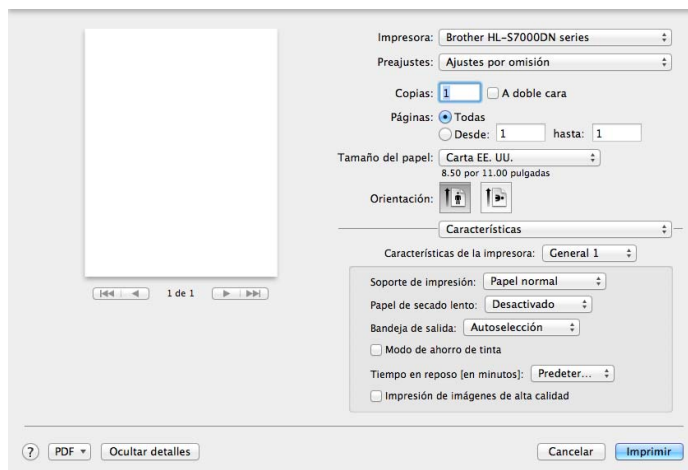 Impresora: Brother HL-S7000DN series
Preajustes: Ajustes por omisión
Copias: 1 A doble cara
Páginas: Todas
Desde: 1 hasta: 1
Tamaño del papel: Carta EE. UU.
8.50 por 11.00 pulgadas
Orientación:
Características
Características de la impresora: General 1
Soporte de impresión: Papel normal
Papel de secado lento: Desactivado
Bandeja de salida: Autoselección
Modo de ahorro de tinta
Tiempo en reposo [en minutos]: Predeter...
Impresión de imágenes de alta calidad
1 de 1
? PDF Ocultar detalles Cancelar Imprimir